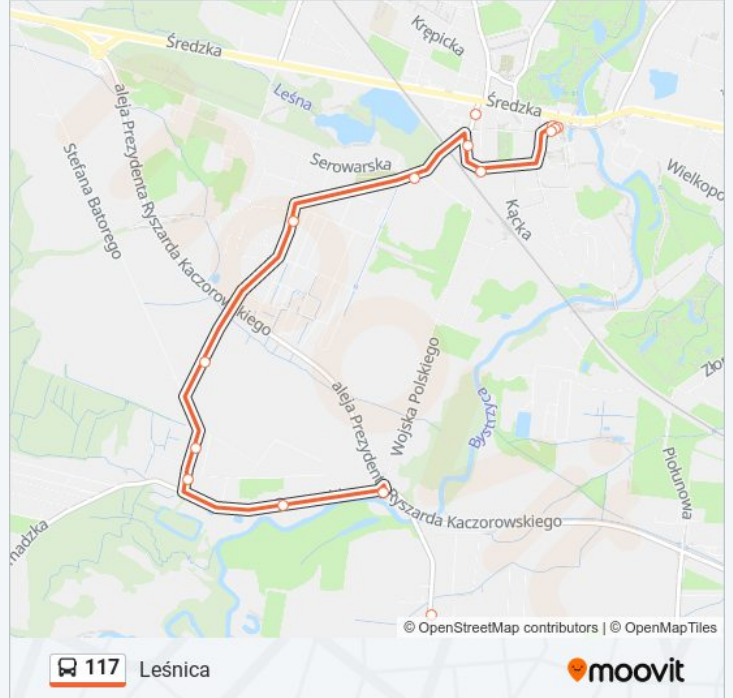 Krępicka
Średzka
Leśna
Średzka
aleja Prezydenta Ryszarda Kaczorowskiego
Stefana Batorego
Serowarska
Wielkopo
Kącka
Wojska Polskiego
aleja Prezydenta Ryszarda Kaczorowskiego
Bystrzyca
Złot
Piołunowa
madzka
© OpenStreetMap contributors | © OpenMapTiles
117 Leśnica
moovit